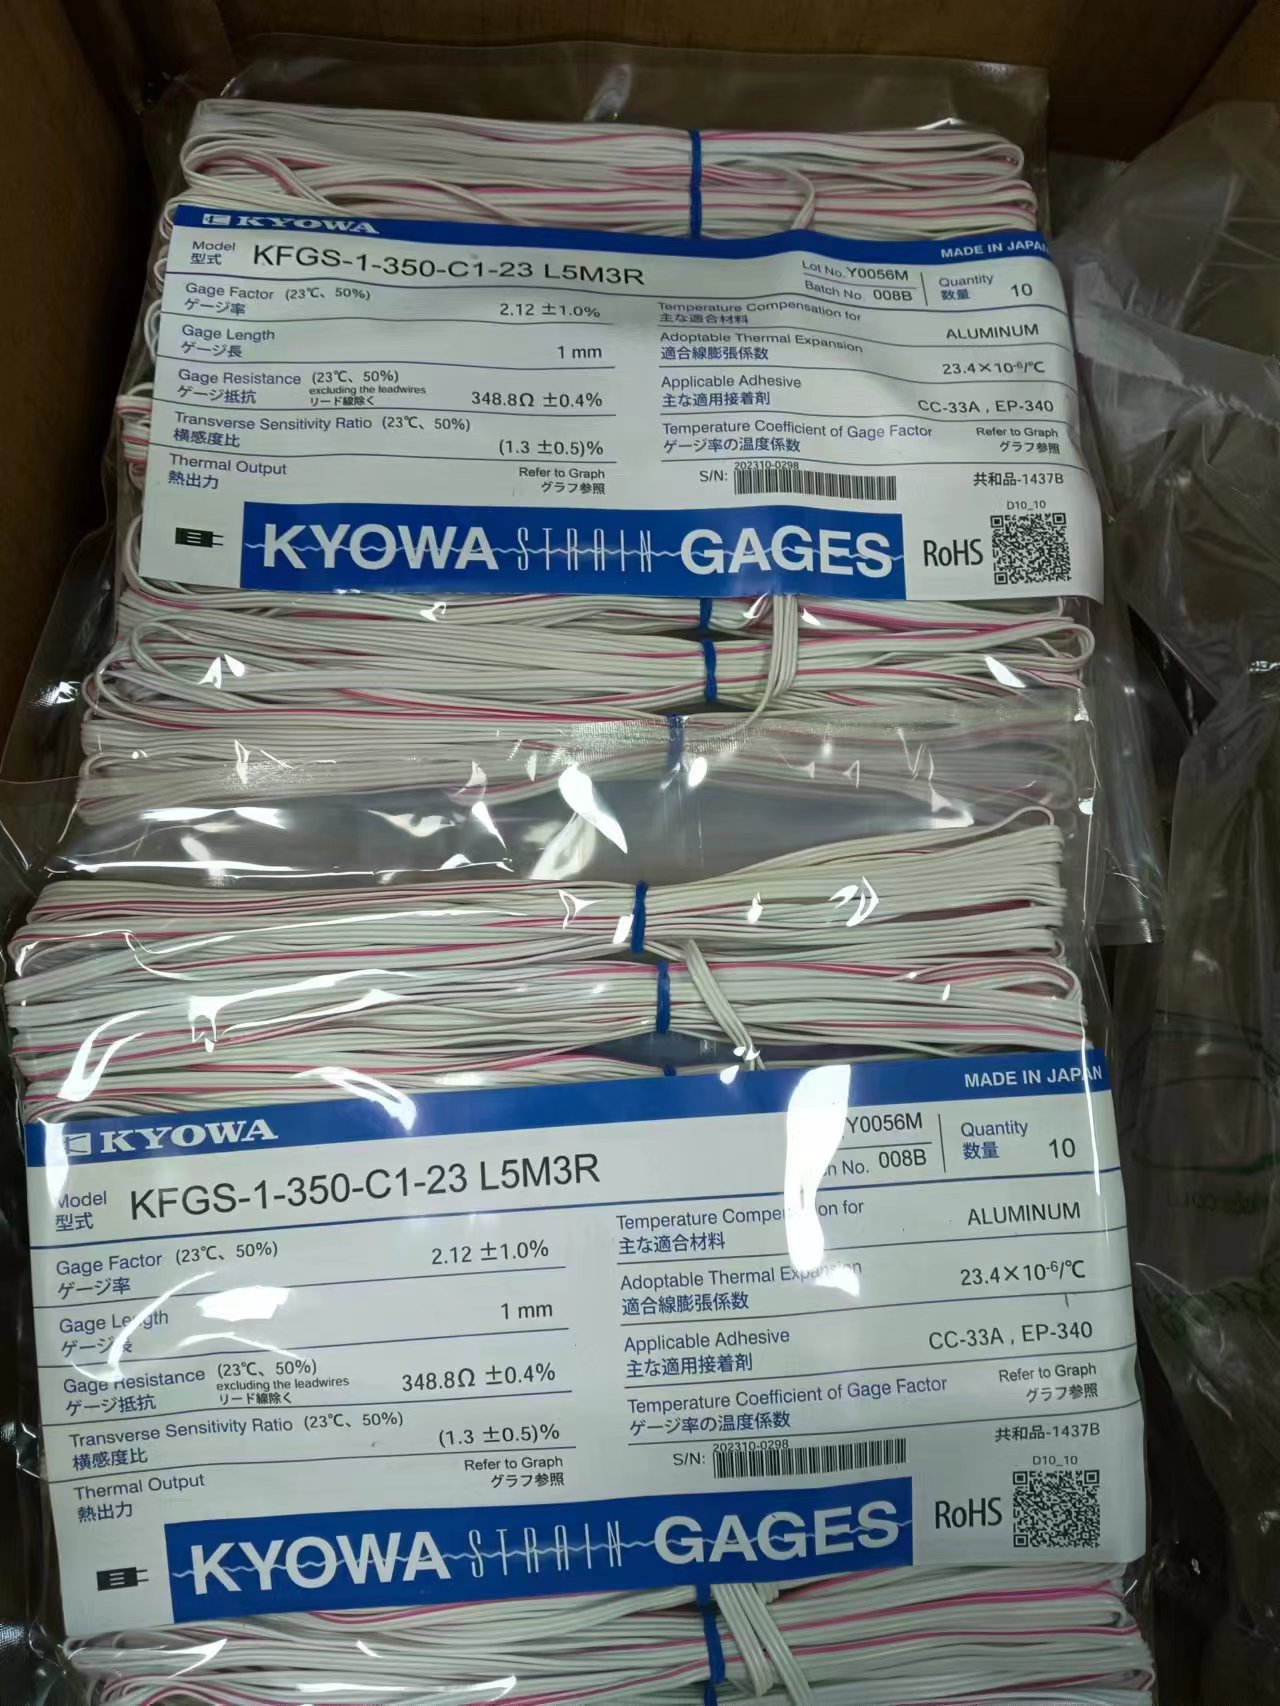 KYOWA
MADE IN JAPAN
Model
型式
KFGS-1-350-C1-23 L5M3R
Lot No. Y0056M
Batch No. 008B
Quantity
数量
10
Gage Factor (23℃、50%)
ゲージ率
2.12 ±1.0%
Gage Length
ゲージ長
1 mm
Gage Resistance (23℃、50%)
excluding the leadwires
ゲージ抵抗 リード線除く
348.8Ω ±0.4%
Transverse Sensitivity Ratio (23℃、50%)
横感度比
(1.3 ±0.5)%
Thermal Output
熱出力
Refer to Graph
グラフ参照
Temperature Compensation for
主な適合材料
ALUMINUM
Adoptable Thermal Expansion
適合線膨張係数
23.4×10-6/℃
Applicable Adhesive
主な適用接着剤
CC-33A , EP-340
Temperature Coefficient of Gage Factor
ゲージ率の温度係数
Refer to Graph
グラフ参照
S/N: 202310-0298
共和品-1437B
D10_10
KYOWA STRAIN GAGES
RoHS
KYOWA
MADE IN JAPAN
Model
型式
KFGS-1-350-C1-23 L5M3R
Y0056M
No. 008B
Quantity
数量
10
Gage Factor (23℃、50%)
ゲージ率
2.12 ±1.0%
Gage Length
ゲージ長
1 mm
Gage Resistance (23℃、50%)
excluding the leadwires
ゲージ抵抗 リード線除く
348.8Ω ±0.4%
Transverse Sensitivity Ratio (23℃、50%)
横感度比
(1.3 ±0.5)%
Thermal Output
熱出力
Refer to Graph
グラフ参照
Temperature Compensation for
主な適合材料
ALUMINUM
Adoptable Thermal Expansion
適合線膨張係数
23.4×10-6/℃
Applicable Adhesive
主な適用接着剤
CC-33A , EP-340
Temperature Coefficient of Gage Factor
ゲージ率の温度係数
Refer to Graph
グラフ参照
S/N: 202310-0298
共和品-1437B
D10_10
KYOWA STRAIN GAGES
RoHS